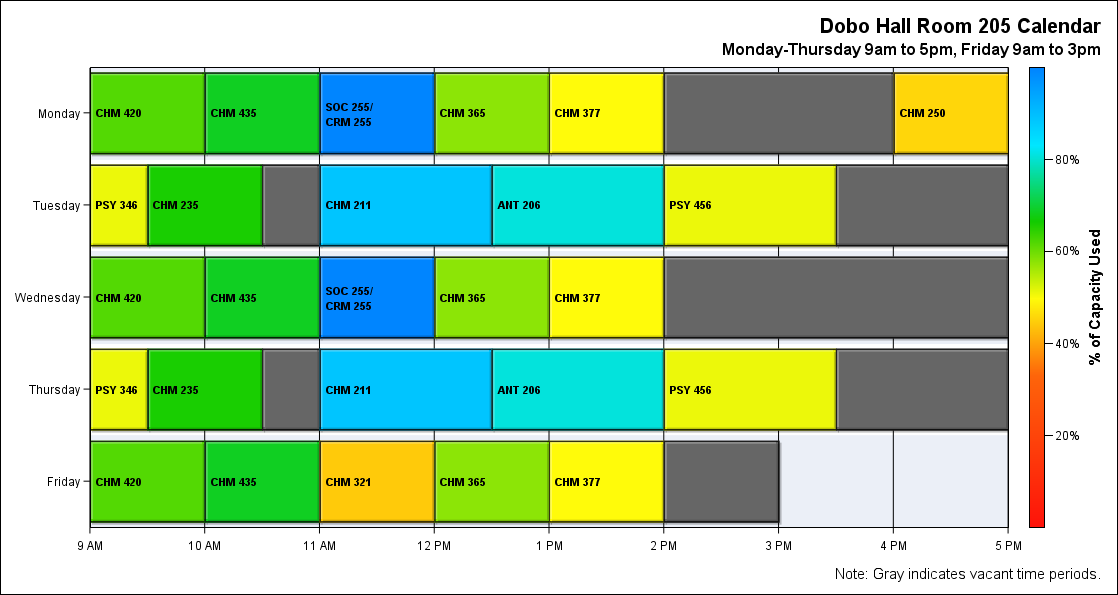 Dobo Hall Room 205 Calendar
Monday-Thursday 9am to 5pm, Friday 9am to 3pm
Monday
CHM 420
CHM 435
SOC 255/
CRM 255
CHM 365
CHM 377
CHM 250
Tuesday
PSY 346
CHM 235
CHM 211
ANT 206
PSY 456
Wednesday
CHM 420
CHM 435
SOC 255/
CRM 255
CHM 365
CHM 377
Thursday
PSY 346
CHM 235
CHM 211
ANT 206
PSY 456
Friday
CHM 420
CHM 435
CHM 321
CHM 365
CHM 377
9 AM
10 AM
11 AM
12 PM
1 PM
2 PM
3 PM
4 PM
5 PM
80%
60%
40%
20%
% of Capacity Used
Note: Gray indicates vacant time periods.